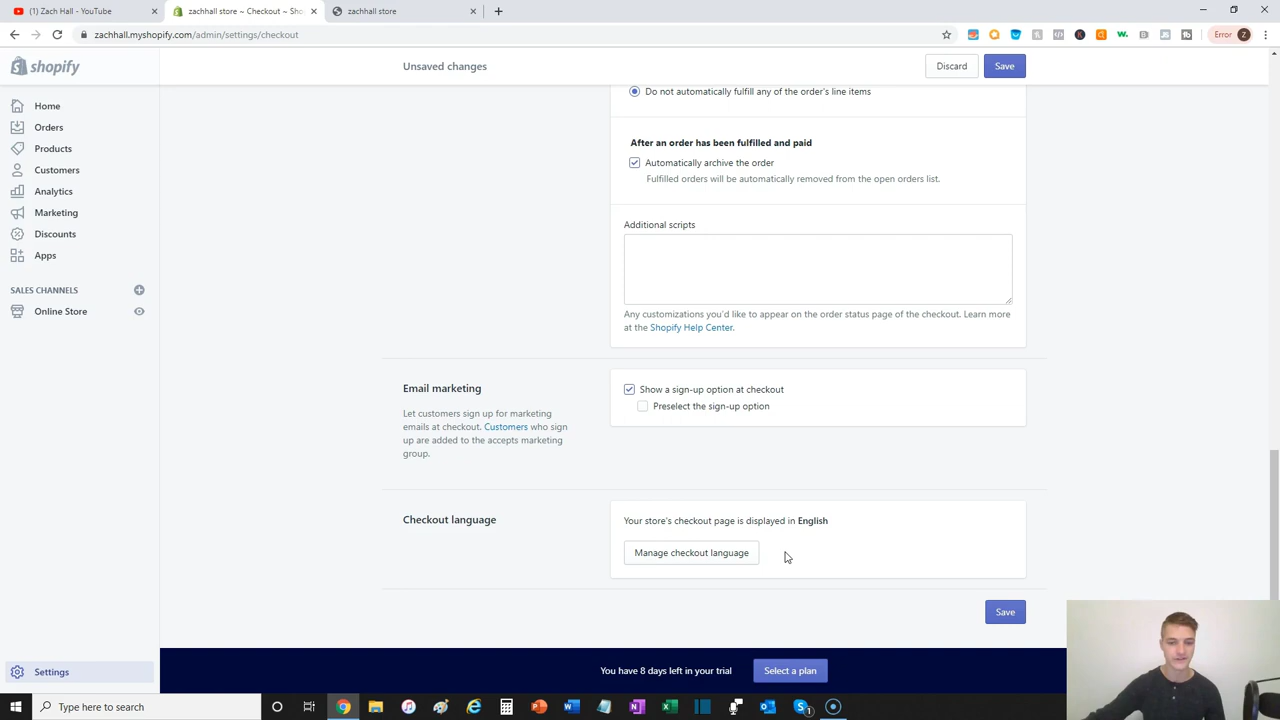 (1) Zach Hall - YouTube
zachhall store ~ Checkout ~ Sho
zachhall store
zachhall.myshopify.com/admin/settings/checkout
Error Z
shopify
Unsaved changes
Discard
Save
Home
Orders
Products
Customers
Analytics
Marketing
Discounts
Apps
SALES CHANNELS
Online Store
Settings
Do not automatically fulfill any of the order's line items
After an order has been fulfilled and paid
Automatically archive the order
Fulfilled orders will be automatically removed from the open orders list.
Additional scripts
Any customizations you'd like to appear on the order status page of the checkout. Learn more
at the Shopify Help Center.
Email marketing
Let customers sign up for marketing
emails at checkout. Customers who sign
up are added to the accepts marketing
group.
Show a sign-up option at checkout
Preselect the sign-up option
Checkout language
Your store's checkout page is displayed in English
Manage checkout language
Save
You have 8 days left in your trial
Select a plan
Type here to search